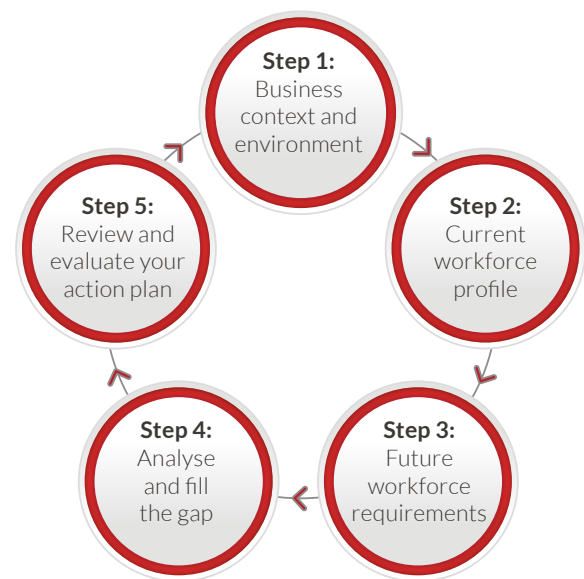 Step 1:
Business
context and
environment
Step 2:
Current
workforce
profile
Step 3:
Future
workforce
requirements
Step 4:
Analyse
and fill
the gap
Step 5:
Review and
evaluate your
action plan